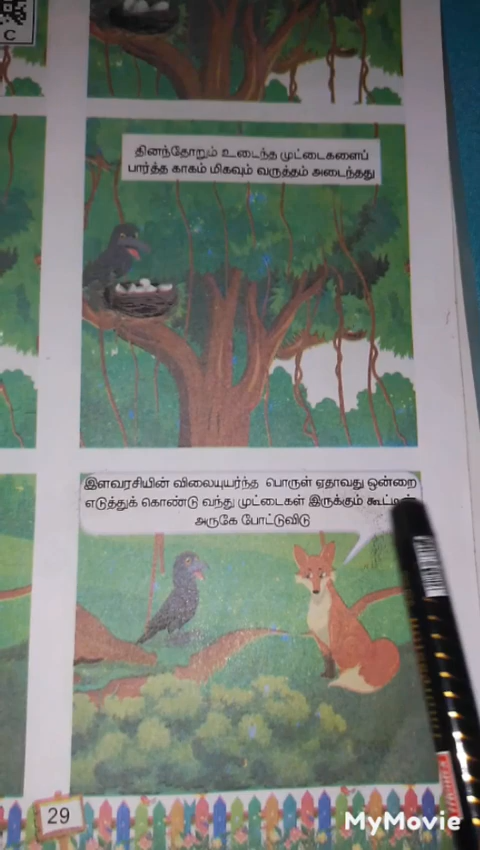 C
தினந்தோறும் உடைந்த முட்டைகளைப்
பார்த்த காகம் மிகவும் வருத்தம் அடைந்தது
இளவரசியின் விலையுயர்ந்த பொருள் ஏதாவது ஒன்றை
எடுத்துக் கொண்டு வந்து முட்டைகள் இருக்கும் கூட்டின்
அருகே போட்டுவிடு
29
MyMovie